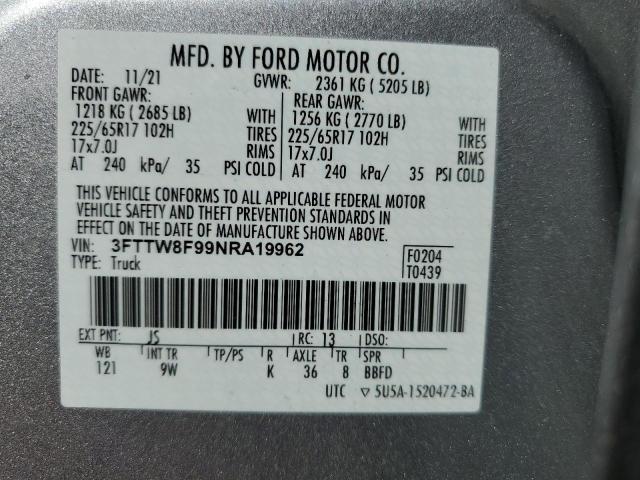 MFD. BY FORD MOTOR CO.
DATE: 11/21 GVWR: 2361 KG ( 5205 LB)
FRONT GAWR: REAR GAWR:
1218 KG ( 2685 LB) WITH 1256 KG ( 2770 LB) WITH
225/65R17 102H TIRES 225/65R17 102H TIRES
17x7.0J RIMS 17x7.0J RIMS
AT 240 kPa/ 35 PSI COLD AT 240 kPa/ 35 PSI COLD
THIS VEHICLE CONFORMS TO ALL APPLICABLE FEDERAL MOTOR
VEHICLE SAFETY AND THEFT PREVENTION STANDARDS IN
EFFECT ON THE DATE OF MANUFACTURE SHOWN ABOVE.
VIN: 3FTTW8F99NRA19962 F0204
TYPE: Truck T0439
EXT PNT: JS RC: 13 DSO:
WB INT TR TP/PS R AXLE TR SPR
121 9W K 36 8 BBFD
UTC ▽ 5U5A-1520472-BA